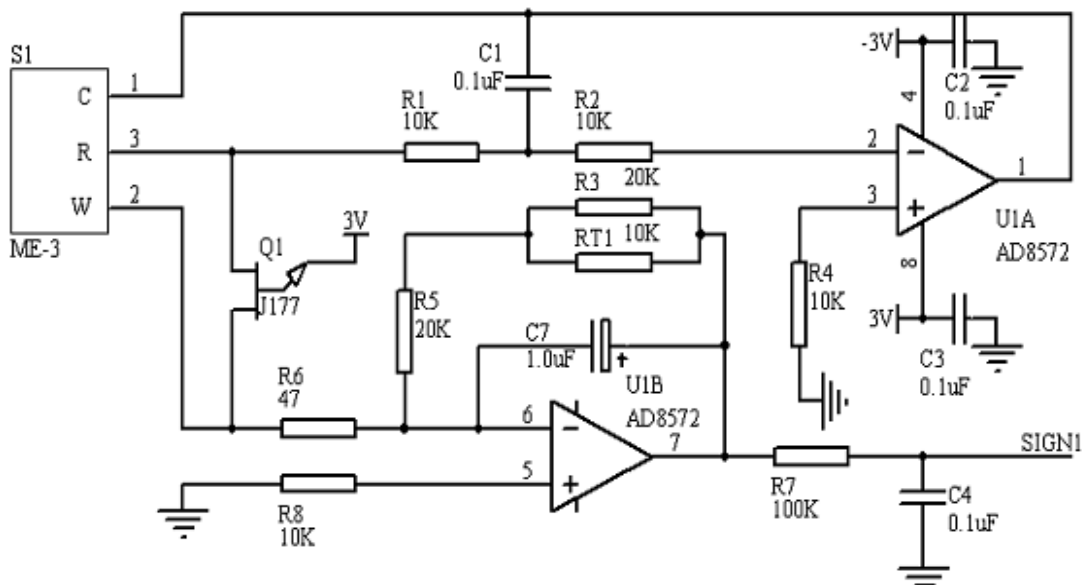 S1
C
R
W
ME-3
1
3
2
C1
0.1uF
R1
10K
R2
10K
20K
R3
10K
RT1
Q1
J177
3V
R5
20K
C7
1.0uF
+
R6
47
R8
10K
6
5
−
+
7
U1B
AD8572
R7
100K
SIGN1
C4
0.1uF
-3V
C2
0.1uF
4
2
3
−
+
1
U1A
AD8572
8
R4
10K
3V
C3
0.1uF